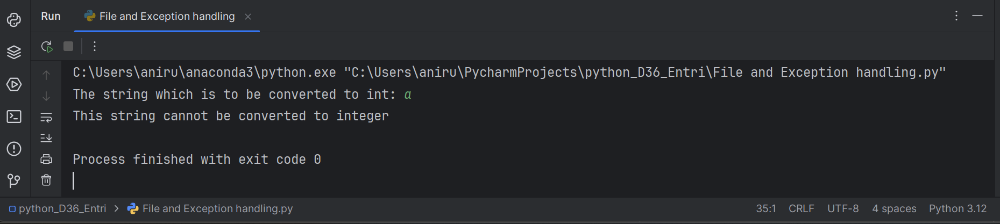 Run File and Exception handling
C:\Users\aniru\anaconda3\python.exe "C:\Users\aniru\PycharmProjects\python_D36_Entri\File and Exception handling.py"
The string which is to be converted to int: a
This string cannot be converted to integer
Process finished with exit code 0
python_D36_Entri > File and Exception handling.py 35:1 CRLF UTF-8 4 spaces Python 3.12